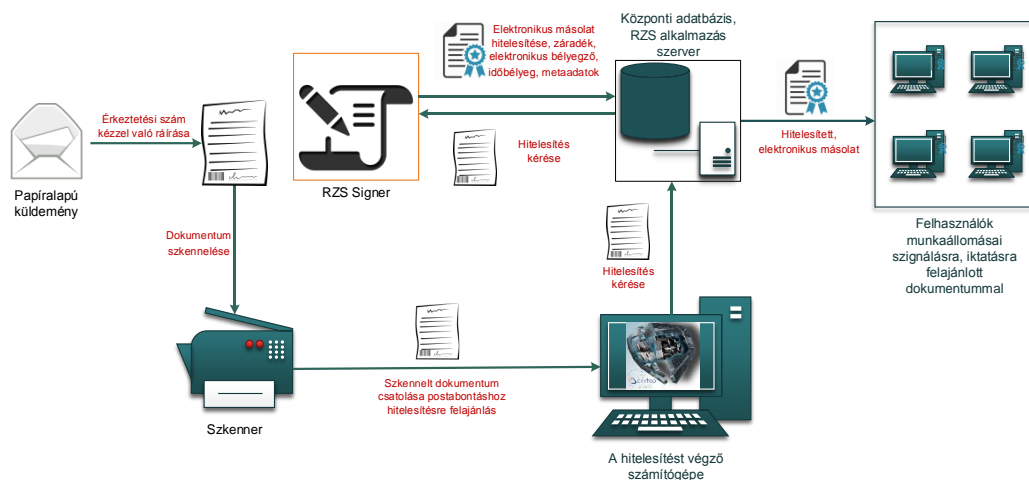 Érkeztetési szám
kézzel való ráírása
Papíralapú
küldemény
Dokumentum
szkennelése
Szkenner
RZS Signer
Elektronikus másolat
hitelesítése, záradék,
elektronikus bélyegző,
időbélyeg, metaadatok
Hitelesítés
kérése
Központi adatbázis,
RZS alkalmazás
szerver
Hitelesített,
elektronikus másolat
Felhasználók
munkaállomásai
szignálásra, iktatásra
felajánlott
dokumentummal
Szkennelt dokumentum
csatolása postabontáshoz
hitelesítésre felajánlás
Hitelesítés
kérése
certop
A hitelesítést végző
számítógépe